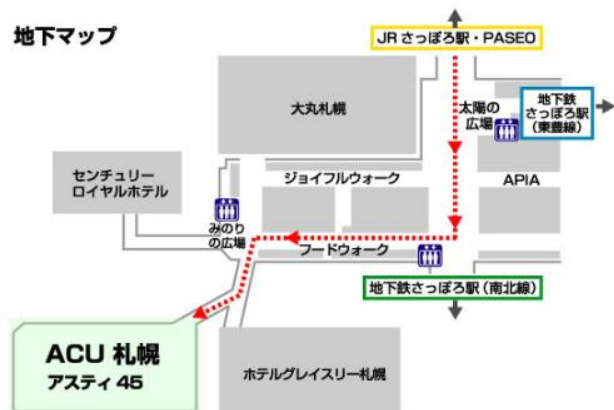 地下マップ
JR さっぽろ駅・PASEO
大丸札幌
太陽の
広場
地下鉄
さっぽろ駅
(東豊線)
センチュリー
ロイヤルホテル
ジョイフルウォーク
APIA
みのり
の広場
フードウォーク
地下鉄さっぽろ駅(南北線)
ACU 札幌
アスティ 45
ホテルグレイスリー札幌